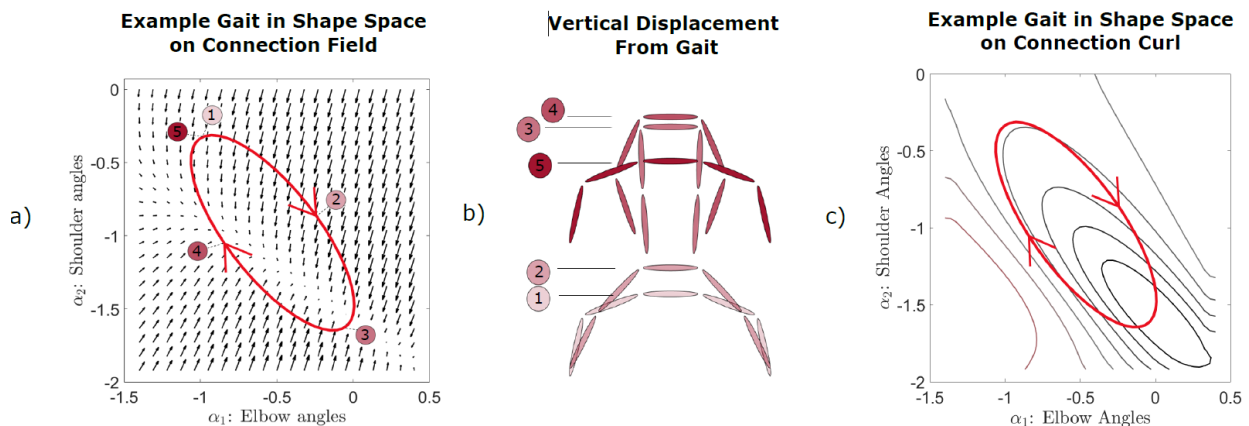 Example Gait in Shape Space
on Connection Field
a)
0
-0.5
-1
-1.5
-2
α₂: Shoulder angles
-1.5
-1
-0.5
0
0.5
α₁: Elbow angles
1
5
2
4
3
Vertical Displacement
From Gait
b)
4
3
5
2
1
Example Gait in Shape Space
on Connection Curl
c)
0
-0.5
-1
-1.5
-2
α₂: Shoulder Angles
-1.5
-1
-0.5
0
0.5
α₁: Elbow Angles